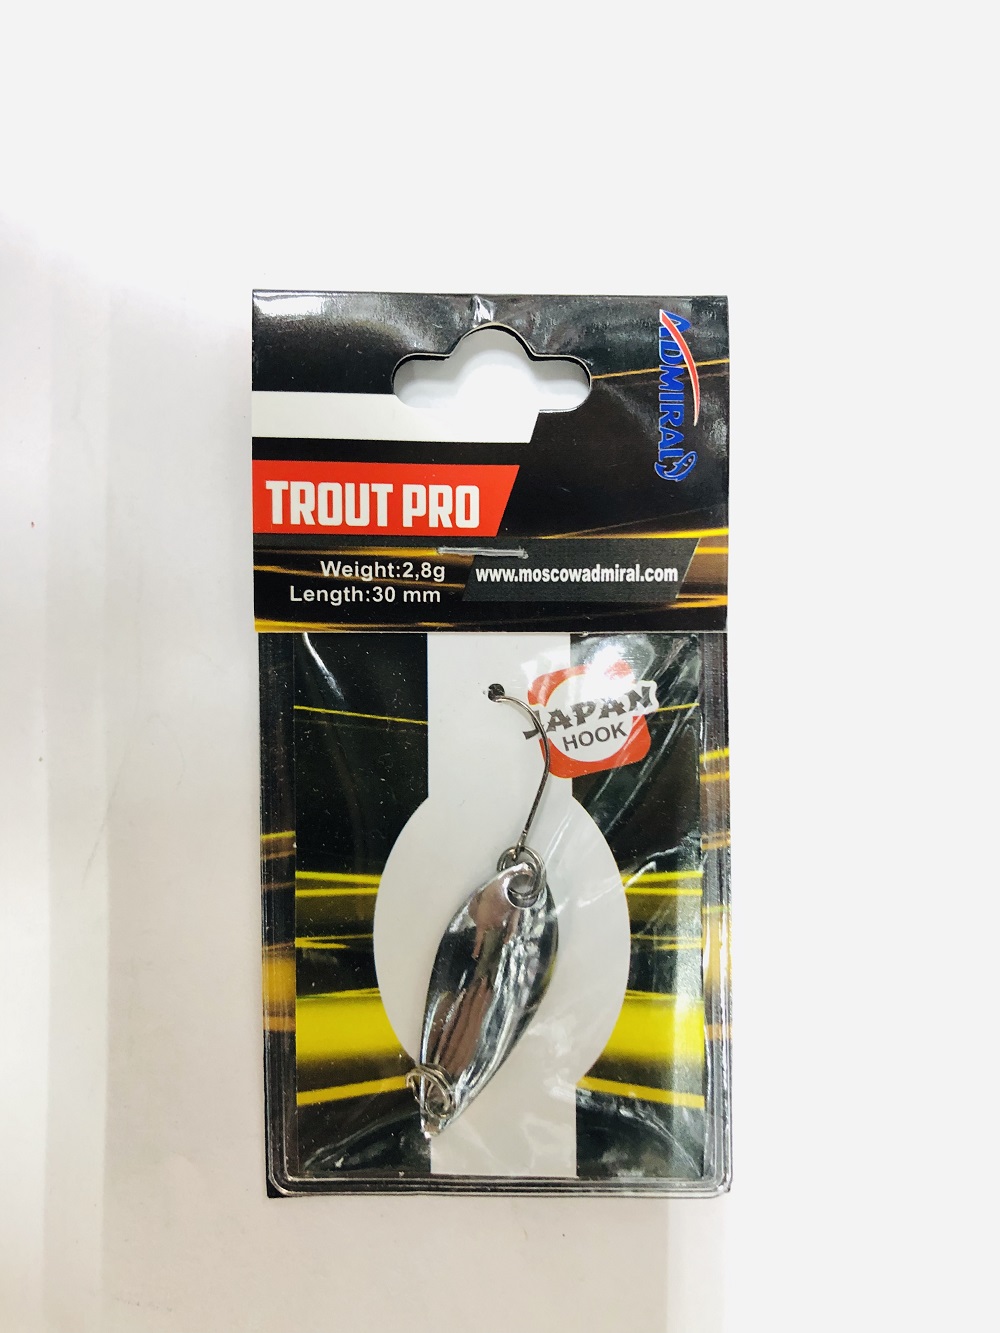 ADMIRAL
TROUT PRO
Weight:2,8g
Length:30 mm
www.moscowadmiral.com
JAPAN
HOOK